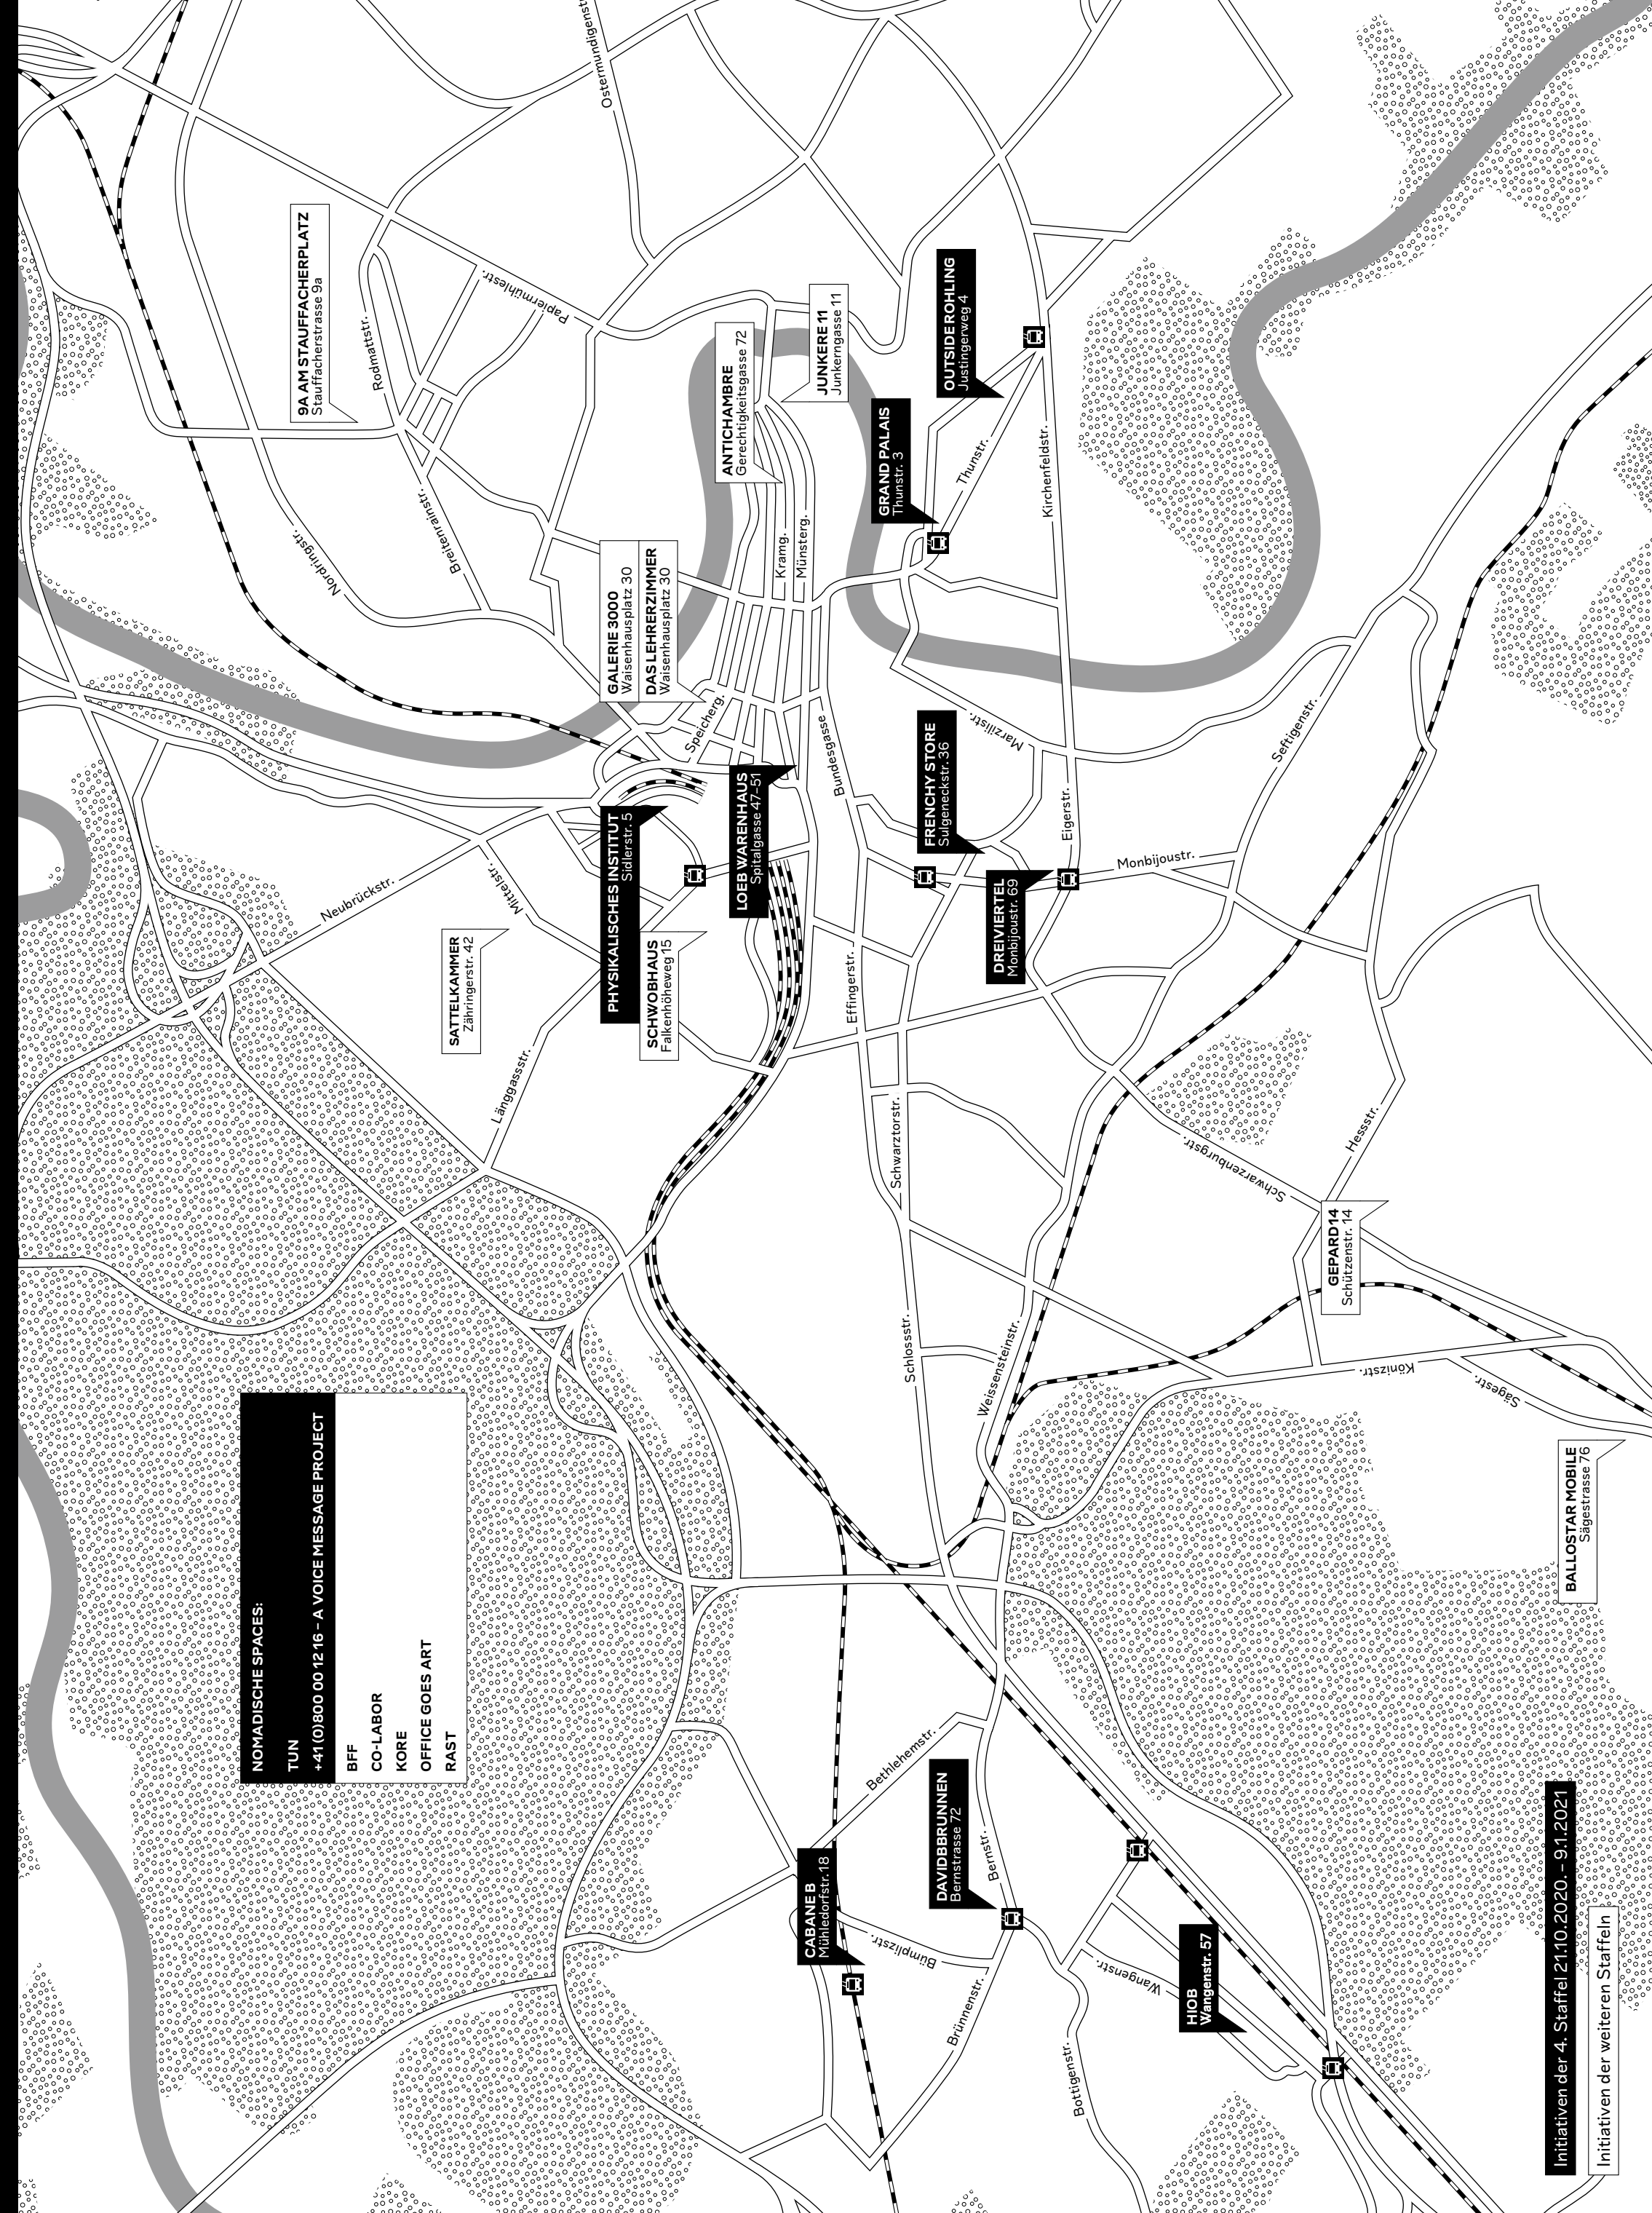 Ostermundigenst
9A AM STAUFFACHERPLATZ
Stauffacherstrasse 9a
Rodmattstr.
Papiermühlestr.
Nordringstr.
Breitenrainstr.
ANTICHAMBRE
Gerechtigkeitsgasse 72
JUNKERE 11
Junkerngasse 11
OUTSIDE ROHLING
Justingerweg 4
GRAND PALAIS
Thunstr. 3
Thunstr.
Kirchenfeldstr.
Kramg.
Münsterg.
GALERIE 3000
Waisenhausplatz 30
DAS LEHRERZIMMER
Waisenhausplatz 30
Speicherg.
Bundesgasse
Marzilistr.
Seftigenstr.
FRENCHY STORE
Sulgeneckstr. 36
Eigerstr.
Monbijoustr.
LOEB WARENHAUS
Spitalgasse 47–51
PHYSIKALISCHES INSTITUT
Sidlerstr. 5
Neubrückstr.
Mittelstr.
SATTELKAMMER
Zähringerstr. 42
SCHWOBHAUS
Falkenhöheweg 15
DREIVIERTEL
Monbijoustr. 69
Effingerstr.
Länggassstr.
Schwarztorstr.
Schwarzenburgstr.
Hessstr.
GEPARD14
Schützenstr. 14
Schlossstr.
Weissensteinstr.
Könizstr.
Sägestr.
BALLOSTAR MOBILE
Sägestrasse 76
NOMADISCHE SPACES:
TUN
+41 (0)800 00 12 16 – A VOICE MESSAGE PROJECT
BFF
CO-LABOR
KORE
OFFICE GOES ART
RAST
Bethlehemstr.
CABANE B
Mühledorfstr. 18
DAVIDBBRUNNEN
Bernstrasse 72
Bernstr.
Bümplizstr.
Brünnenstr.
Wangenstr.
HIOB
Wangenstr. 57
Bottigenstr.
Initiativen der 4. Staffel 21.10.2020. – 9.1.2021
Initiativen der weiteren Staffeln